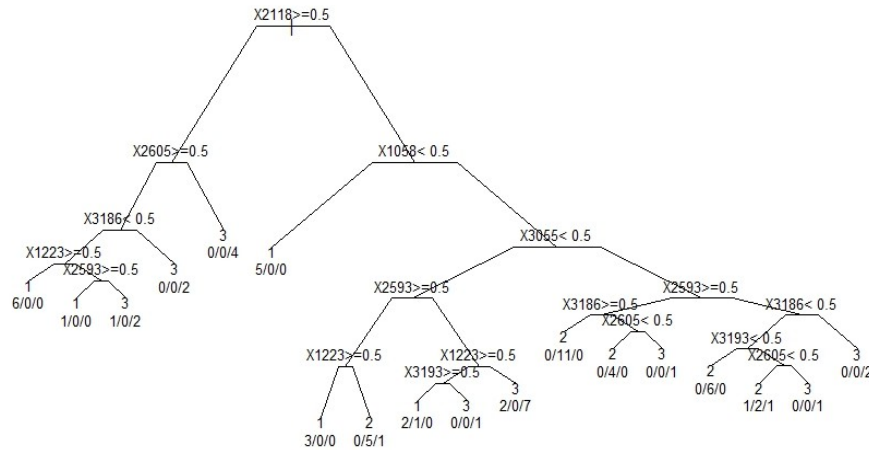 X2118>=0.5
X2605>=0.5
X1058< 0.5
X3186< 0.5
3
0/0/4
1
5/0/0
X3055< 0.5
X1223>=0.5
X2593>=0.5
3
0/0/2
1
6/0/0
1
1/0/0
3
1/0/2
X2593>=0.5
X2593>=0.5
X3186>=0.5
X3186< 0.5
X2605< 0.5
2
0/11/0
2
0/4/0
3
0/0/1
X3193< 0.5
X2605< 0.5
3
0/0/2
2
0/6/0
2
1/2/1
3
0/0/1
X1223>=0.5
X1223>=0.5
X3193>=0.5
3
2/0/7
1
2/1/0
3
0/0/1
1
3/0/0
2
0/5/1